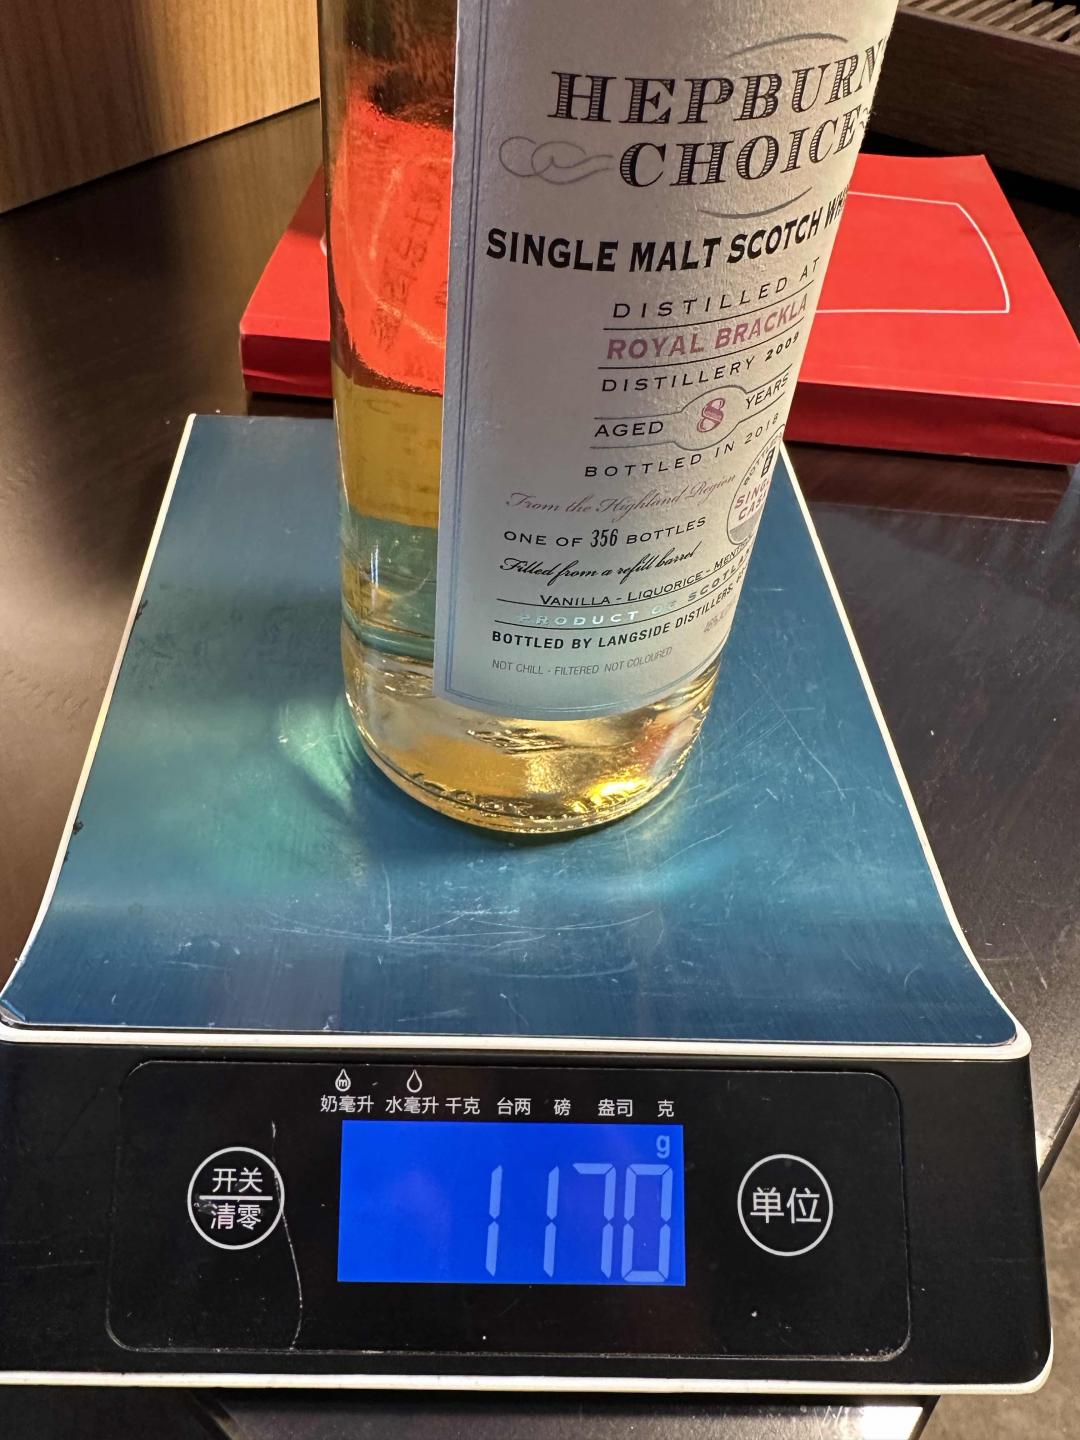 HEPBURN'S
CHOICE
SINGLE MALT SCOTCH
DISTILLED AT
ROYAL BRACKLA
DISTILLERY 2009
AGED 8 YEARS
BOTTLED IN 2018
From the Highland Region
SINGLE
CASK
ONE OF 356 BOTTLES
Filled from a refill barrel
VANILLA - LIQUORICE -
PRODUCT OF SCOTLAND
BOTTLED BY LANGSIDE DISTILLERS
NOT CHILL - FILTERED NOT COLOURED
奶毫升 水毫升 千克 台两 磅 盎司 克
g
1170
开关
清零
单位